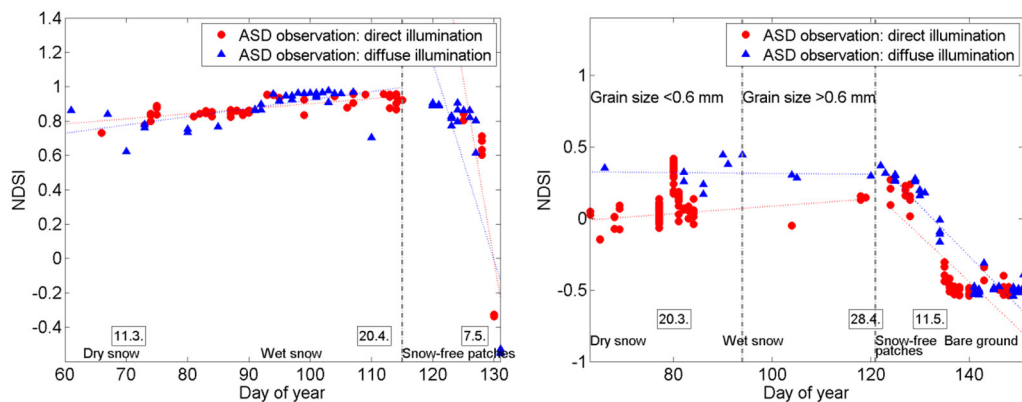 1.4
1.2
1
0.8
0.6
0.4
0.2
0
-0.2
-0.4
NDSI
ASD observation: direct illumination
ASD observation: diffuse illumination
11.3.
20.4.
7.5.
Dry snow
Wet snow
Snow-free patches
60 70 80 90 100 110 120 130
Day of year
1
0.5
0
-0.5
-1
NDSI
ASD observation: direct illumination
ASD observation: diffuse illumination
Grain size <0.6 mm
Grain size >0.6 mm
20.3.
28.4.
11.5.
Dry snow
Wet snow
Snow-free
patches
Bare ground
80 100 120 140
Day of year